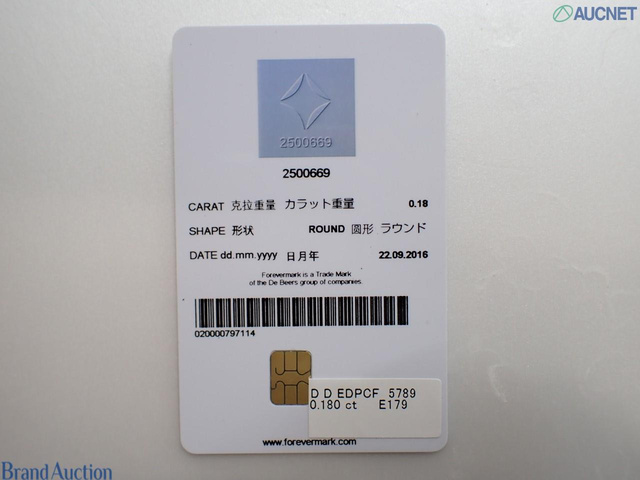 AUCNET
2500669
2500669
CARAT 克拉重量 カラット重量 0.18
SHAPE 形状 ROUND 圆形 ラウンド
DATE dd.mm.yyyy 日月年 22.09.2016
Forevermark is a Trade Mark
of the De Beers group of companies
020000797114
D D EDPCF 5789
0.180 ct E179
www.forevermark.com
Brand Auction